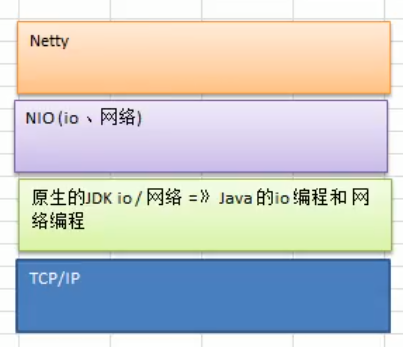 Netty
NIO (io 、网络)
原生的JDK io / 网络 =》 Java 的io 编程和 网
络编程
TCP/IP